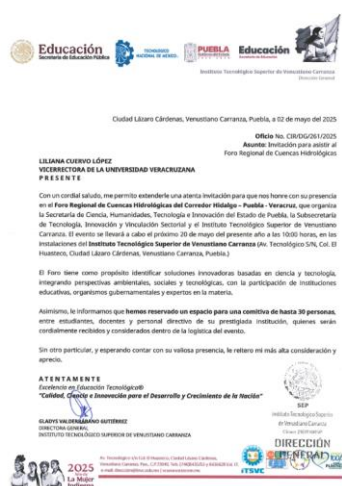 Educación
Secretaría de Educación Pública
TECNOLÓGICO
NACIONAL DE MÉXICO
PUEBLA
Educación
Instituto Tecnológico Superior de Venustiano Carranza
Dirección General
Ciudad Lázaro Cárdenas, Venustiano Carranza, Puebla, a 02 de mayo del 2025
Oficio No. CIR/DG/261/2025
Asunto: Invitación para asistir al
Foro Regional de Cuencas Hidrológicas
LILIANA CUERVO LÓPEZ
VICERRECTORA DE LA UNIVERSIDAD VERACRUZANA
P R E S E N T E
Con un cordial saludo, me permito extenderle una atenta invitación para que nos honre con su presencia
en el Foro Regional de Cuencas Hidrológicas del Corredor Hidalgo – Puebla - Veracruz, que organiza
la Secretaría de Ciencia, Humanidades, Tecnología e Innovación del Estado de Puebla, la Subsecretaría
de Tecnología, Innovación y Vinculación Sectorial y el Instituto Tecnológico Superior de Venustiano
Carranza. El evento se llevará a cabo el próximo 20 de mayo del presente año a las 10:00 horas, en las
instalaciones del Instituto Tecnológico Superior de Venustiano Carranza (Av. Tecnológico S/N, Col. El
Huasteco, Ciudad Lázaro Cárdenas, Venustiano Carranza, Puebla.)
El Foro tiene como propósito identificar soluciones innovadoras basadas en ciencia y tecnología,
integrando perspectivas ambientales, sociales y tecnológicas, con la participación de instituciones
educativas, organismos gubernamentales y expertos en la materia.
Asimismo, le informamos que hemos reservado un espacio para una comitiva de hasta 30 personas,
entre estudiantes, docentes y personal directivo de su prestigiada institución, quienes serán
cordialmente recibidos y considerados dentro de la logística del evento.
Sin otro particular, y esperando contar con su valiosa presencia, le reitero mi más alta consideración y
aprecio.
A T E N T A M E N T E
Excelencia en Educación Tecnológica®
"Calidad, Ciencia e Innovación para el Desarrollo y Crecimiento de la Nación"
GLADYS GUTIÉRREZ
DIRECTORA GENERAL
INSTITUTO TECNOLÓGICO SUPERIOR DE VENUSTIANO CARRANZA
SEP
Instituto Tecnológico Superior
de Venustiano Carranza
DIRECCIÓN
GENERAL
2025
La Mujer
Indígena
ITSVC